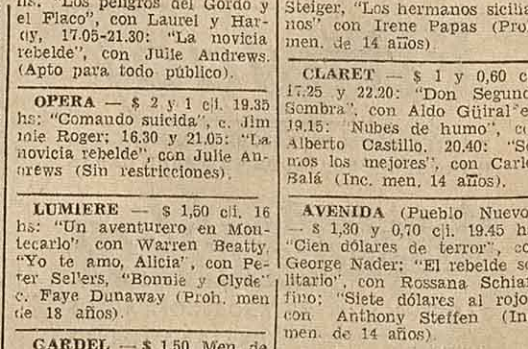 hs: "Los peligros del Gordo y
el Flaco", con Laurel y Har-
dy, 17.05-21.30: "La novicia
rebelde", con Julie Andrews.
(Apto para todo público).
OPERA — $ 2 y 1 c|i. 19.35
hs: "Comando suicida", c. Jim
mie Roger; 16.30 y 21.05: "La
novicia rebelde", con Julie An-
drews (Sin restricciones).
LUMIERE — $ 1,50 c|i. 16
hs: "Un aventurero en Mon-
tecarlo" con Warren Beatty,
"Yo te amo, Alicia", con Pe-
ter Sellers, "Bonnie y Clyde"
c. Faye Dunaway (Proh. men
de 18 años).
GARDEL — $ 1,50 Men. de
Steiger, "Los hermanos sicilia
nos" con Irene Papas (Pro
men. de 14 años)
CLARET — $ 1 y 0,60 c
17.25 y 22.20: "Don Segund
Sombra", con Aldo Güiral e
19.15: "Nubes de humo", co
Alberto Castillo. 20.40: "So
mos los mejores", con Carl
Balá (Inc. men. 14 años).
AVENIDA (Pueblo Nuevo
— $ 1,30 y 0,70 c|i. 19.45 hs
"Cien dólares de terror", co
George Nader; "El rebelde so
litario", con Rossana Schiaf
fino; "Siete dólares al rojo
con Anthony Steffen (In
men. de 14 años).